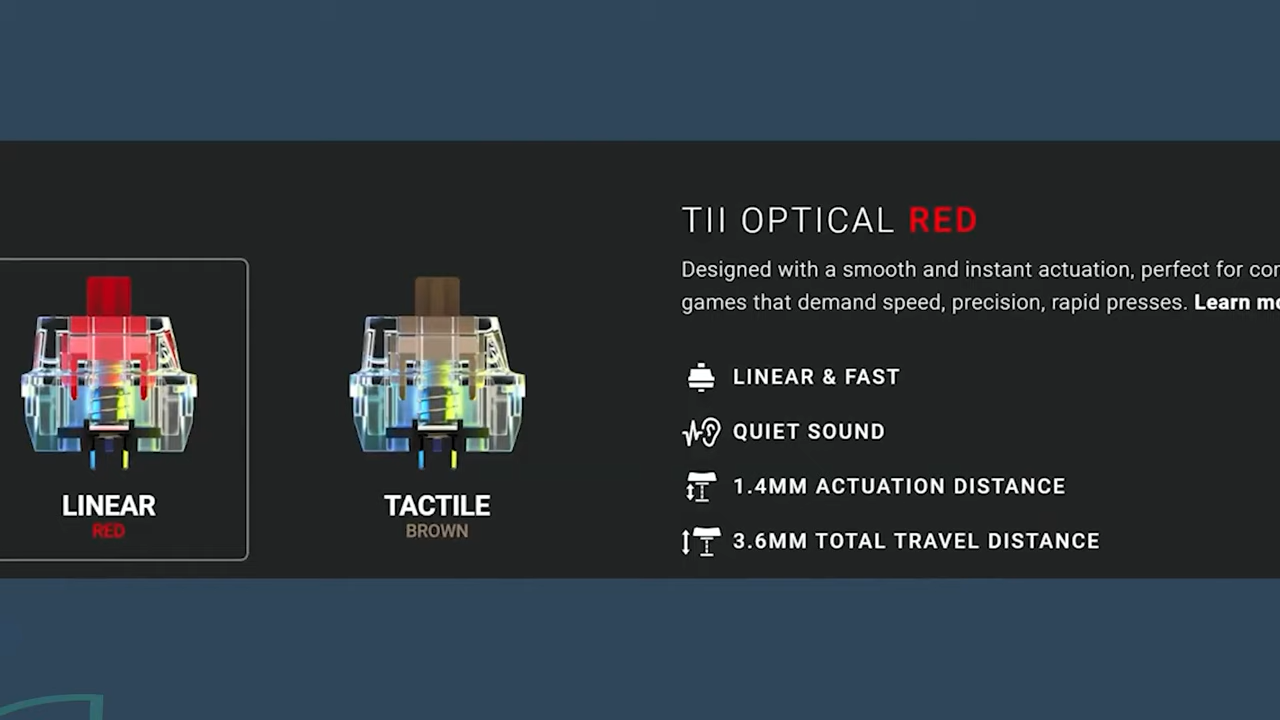 LINEAR
RED
TACTILE
BROWN
TII OPTICAL RED
Designed with a smooth and instant actuation, perfect for
games that demand speed, precision, rapid presses. Learn
LINEAR & FAST
QUIET SOUND
1.4MM ACTUATION DISTANCE
3.6MM TOTAL TRAVEL DISTANCE